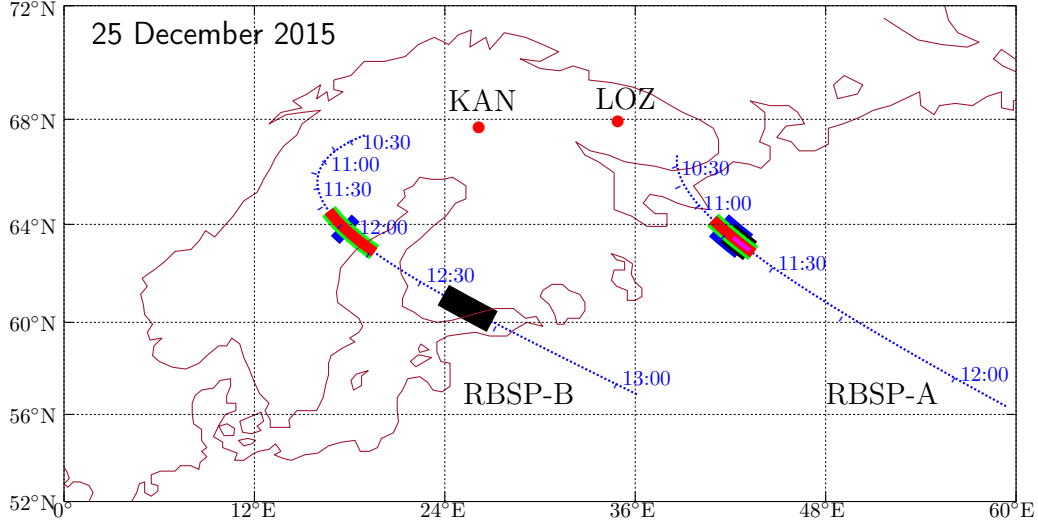 72°N
25 December 2015
KAN
LOZ
68°N
10:30
11:00
11:30
12:00
10:30
11:00
11:30
12:00
64°N
12:30
13:00
60°N
RBSP-B
RBSP-A
56°N
52°N
0°
12°E
24°E
36°E
48°E
60°E